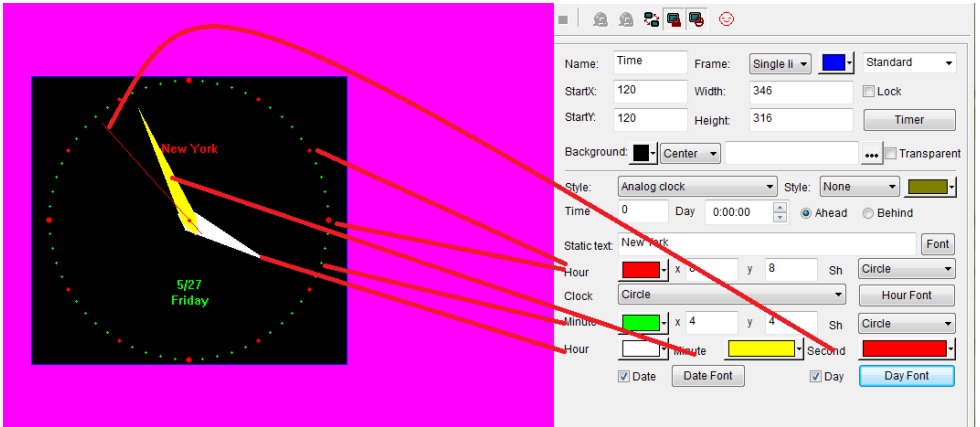 New York
5/27
Friday
Name: Time Frame: Single li Standard
StartX: 120 Width: 346 Lock
StartY: 120 Height: 316 Timer
Background: Center ... Transparent
Style: Analog clock Style: None
Time 0 Day 0:00:00 Ahead Behind
Static text: New York Font
Hour x 8 y 8 Sh Circle
Clock Circle Hour Font
Minute x 4 y 4 Sh Circle
Hour Minute Second
Date Date Font Day Day Font